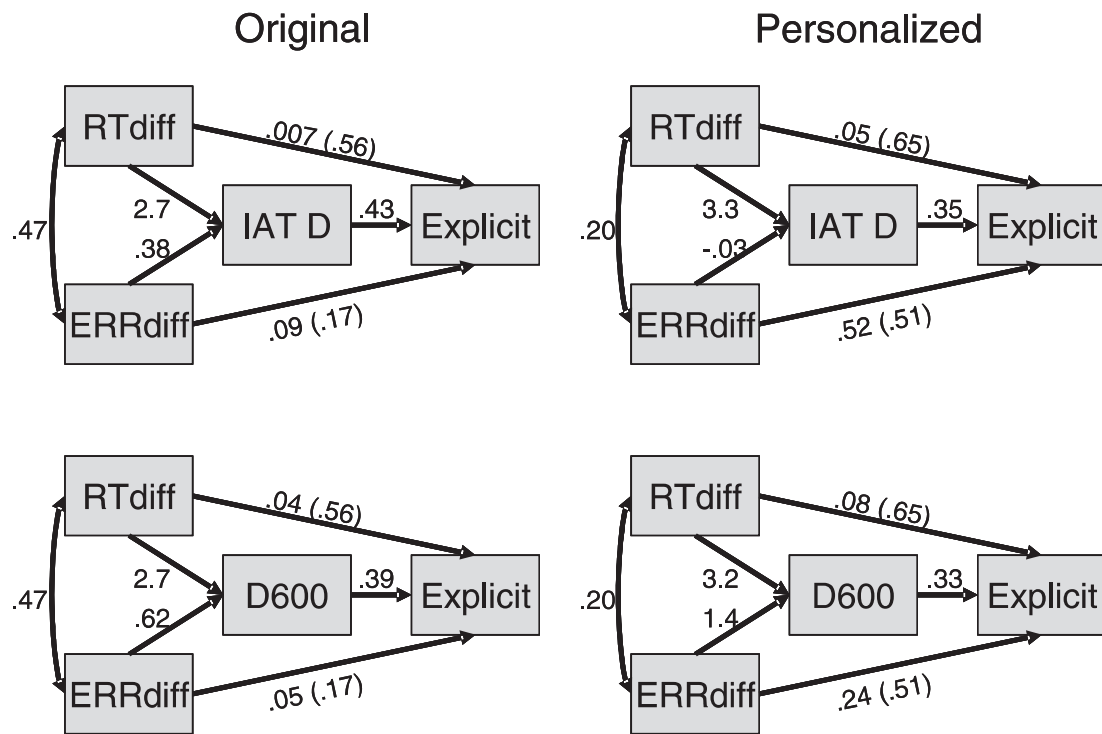 Original
Personalized
RTdiff
.007 (.56)
.47
2.7
IAT D
.43
Explicit
.38
ERRdiff
.09 (.17)
RTdiff
.05 (.65)
.20
3.3
IAT D
.35
Explicit
-.03
ERRdiff
.52 (.51)
RTdiff
.04 (.56)
.47
2.7
D600
.39
Explicit
.62
ERRdiff
.05 (.17)
RTdiff
.08 (.65)
.20
3.2
D600
.33
Explicit
1.4
ERRdiff
.24 (.51)